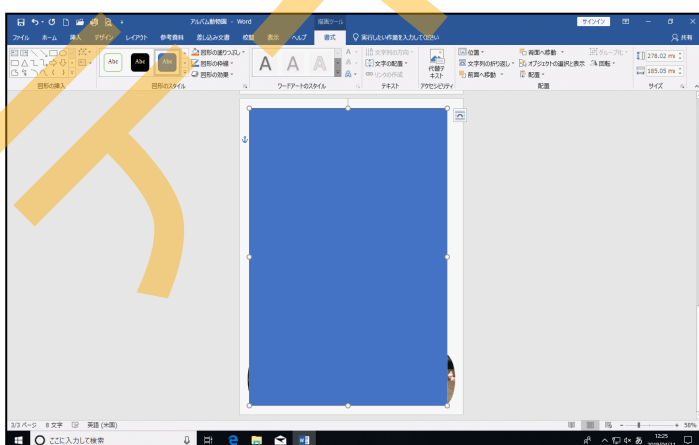 アルバム動物園 - Word
描画ツール
サインイン
ファイル ホーム 挿入 デザイン レイアウト 参考資料 差し込み文書 校閲 表示 ヘルプ 書式 実行したい作業を入力してください 共有
Abc Abc Abc
図形の塗りつぶし
図形の枠線
図形の効果
A A A
文字列の方向
文字の配置
リンクの作成
代替テ
キスト
位置
文字列の折り返し
前面へ移動
背面へ移動
オブジェクトの選択と表示
配置
グループ化
回転
278.02 mm
185.05 mm
図形の挿入 図形のスタイル ワードアートのスタイル テキスト アクセシビリティ 配置 サイズ
3/3 ページ 8 文字 英語 (米国)
58%
ここに入力して検索
あ
12:25